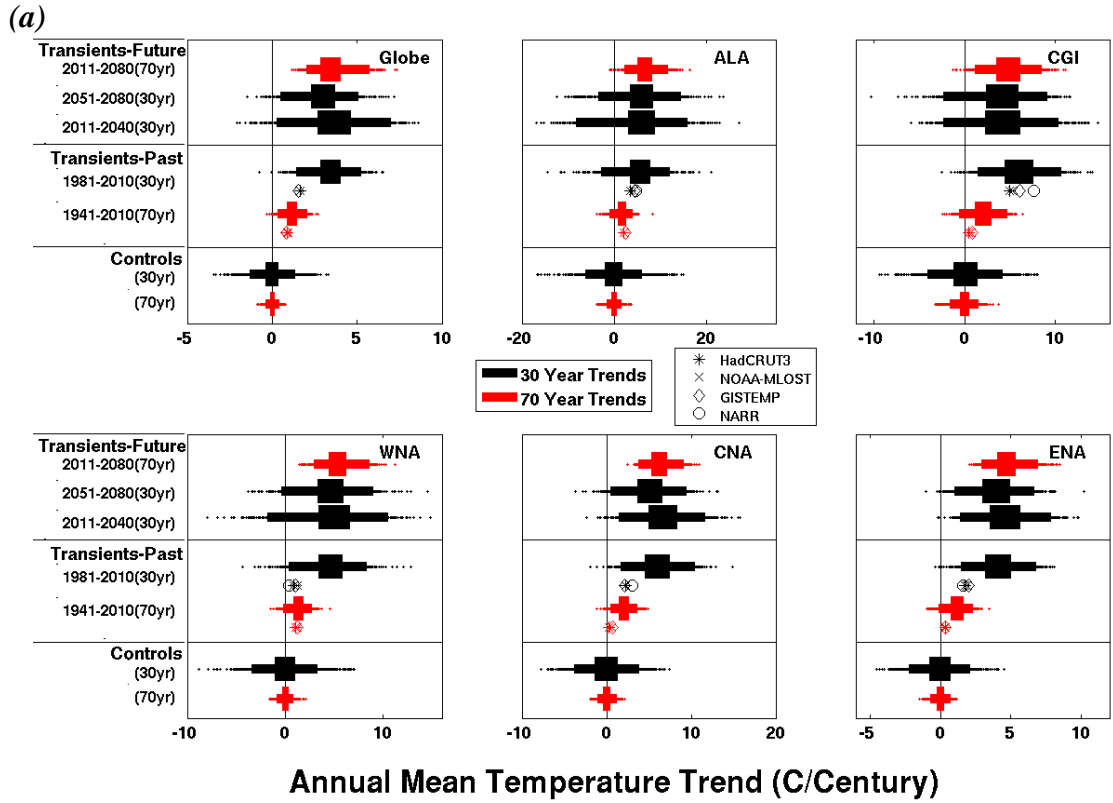 (a)
Transients-Future
2011-2080(70yr)
2051-2080(30yr)
2011-2040(30yr)
Transients-Past
1981-2010(30yr)
1941-2010(70yr)
Controls
(30yr)
(70yr)
Globe
0 5 10
ALA
-20 0 20
CGI
-10 0 10
30 Year Trends
70 Year Trends
HadCRUT3
NOAA-MLOST
GISTEMP
NARR
Transients-Future
2011-2080(70yr)
2051-2080(30yr)
2011-2040(30yr)
Transients-Past
1981-2010(30yr)
1941-2010(70yr)
Controls
(30yr)
(70yr)
WNA
-10 0 10
CNA
-10 0 10 20
ENA
-5 0 5 10
Annual Mean Temperature Trend (C/Century)